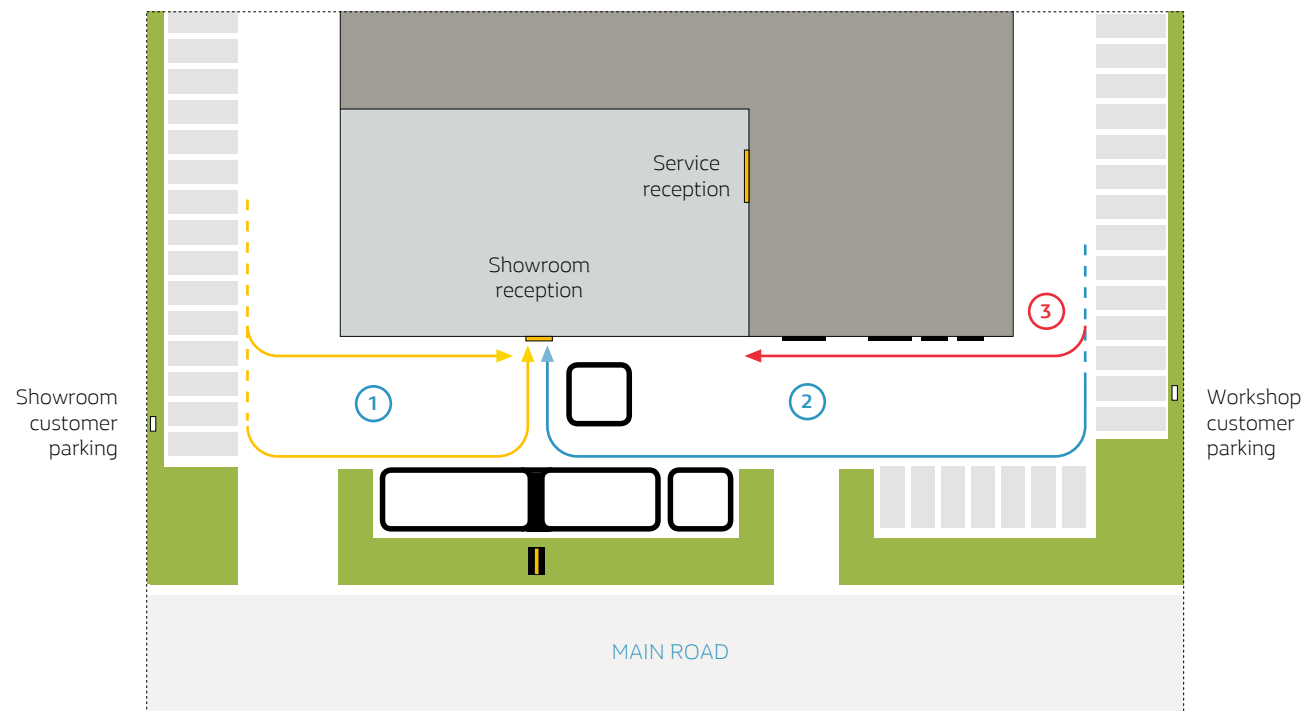 Service
reception
Showroom
reception
3
1
2
Showroom
customer
parking
Workshop
customer
parking
MAIN ROAD